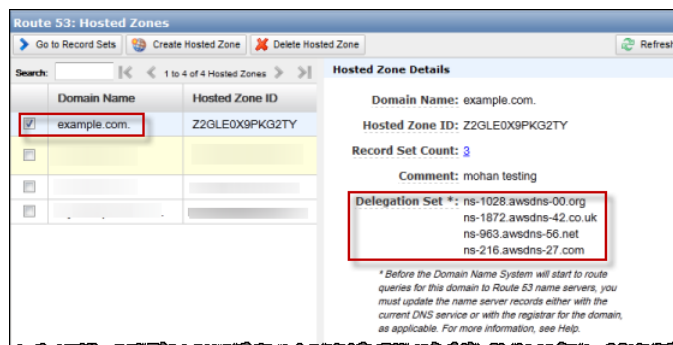 Route 53: Hosted Zones
Go to Record Sets Create Hosted Zone Delete Hosted Zone Refresh
Search: 1 to 4 of 4 Hosted Zones
Domain Name Hosted Zone ID
example.com. Z2GLE0X9PKG2TY
Hosted Zone Details
Domain Name: example.com.
Hosted Zone ID: Z2GLE0X9PKG2TY
Record Set Count: 3
Comment: mohan testing
Delegation Set *: ns-1028.awsdns-00.org
ns-1872.awsdns-42.co.uk
ns-963.awsdns-56.net
ns-216.awsdns-27.com
* Before the Domain Name System will start to route
queries for this domain to Route 53 name servers, you
must update the name server records either with the
current DNS service or with the registrar for the domain,
as applicable. For more information, see Help.